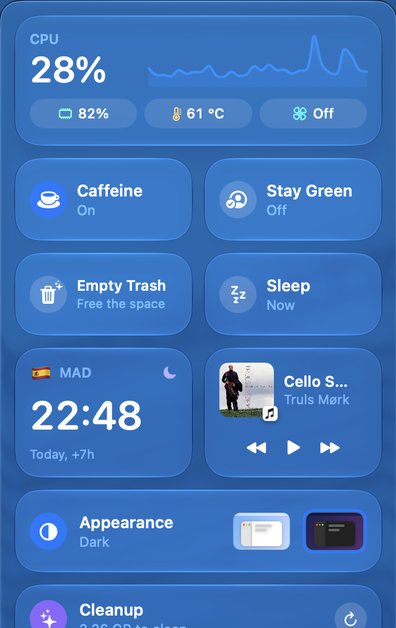 CPU
28%
82%
61 °C
Off
Caffeine
On
Stay Green
Off
Empty Trash
Free the space
Sleep
Now
MAD
22:48
Today, +7h
Cello S...
Truls Mørk
Appearance
Dark
Cleanup